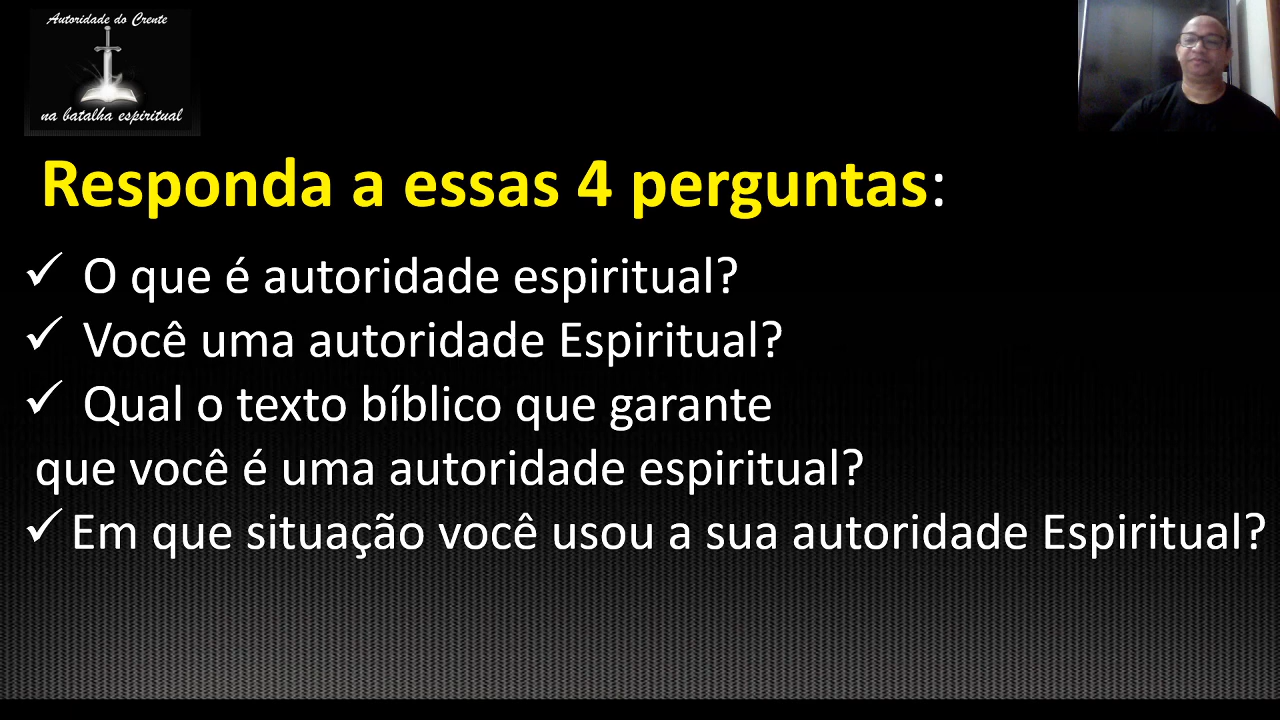 Autoridade do Crente
na batalha espiritual
Responda a essas 4 perguntas:
O que é autoridade espiritual?
Você uma autoridade Espiritual?
Qual o texto bíblico que garante
que você é uma autoridade espiritual?
Em que situação você usou a sua autoridade Espiritual?